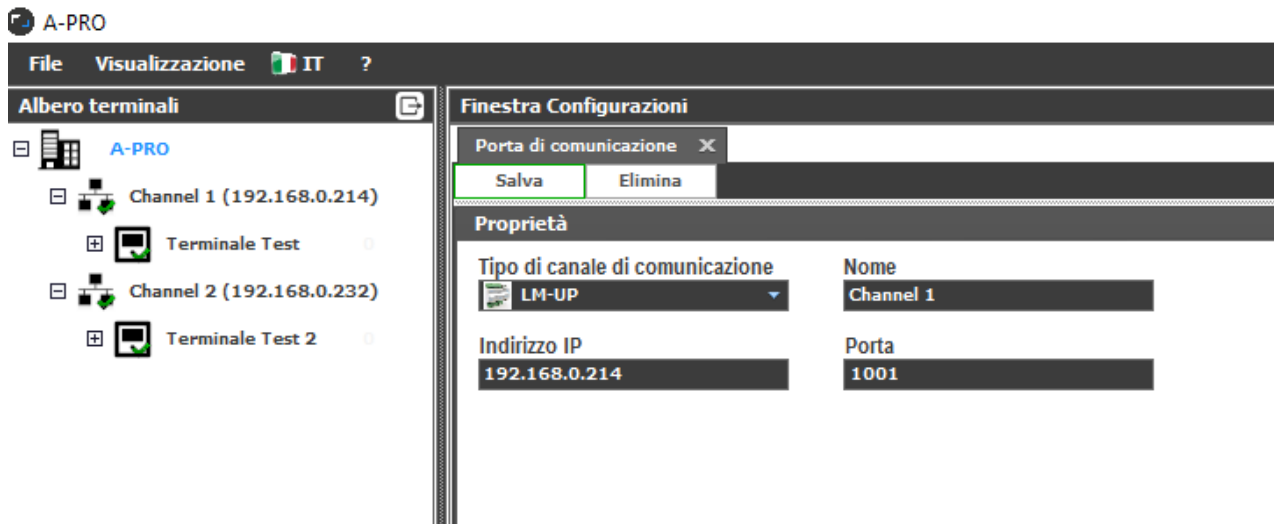 A-PRO
File Visualizzazione IT ?
Albero terminali
A-PRO
Channel 1 (192.168.0.214)
Terminale Test 0
Channel 2 (192.168.0.232)
Terminale Test 2 0
Finestra Configurazioni
Porta di comunicazione X
Salva Elimina
Proprietà
Tipo di canale di comunicazione Nome
LM-UP Channel 1
Indirizzo IP Porta
192.168.0.214 1001